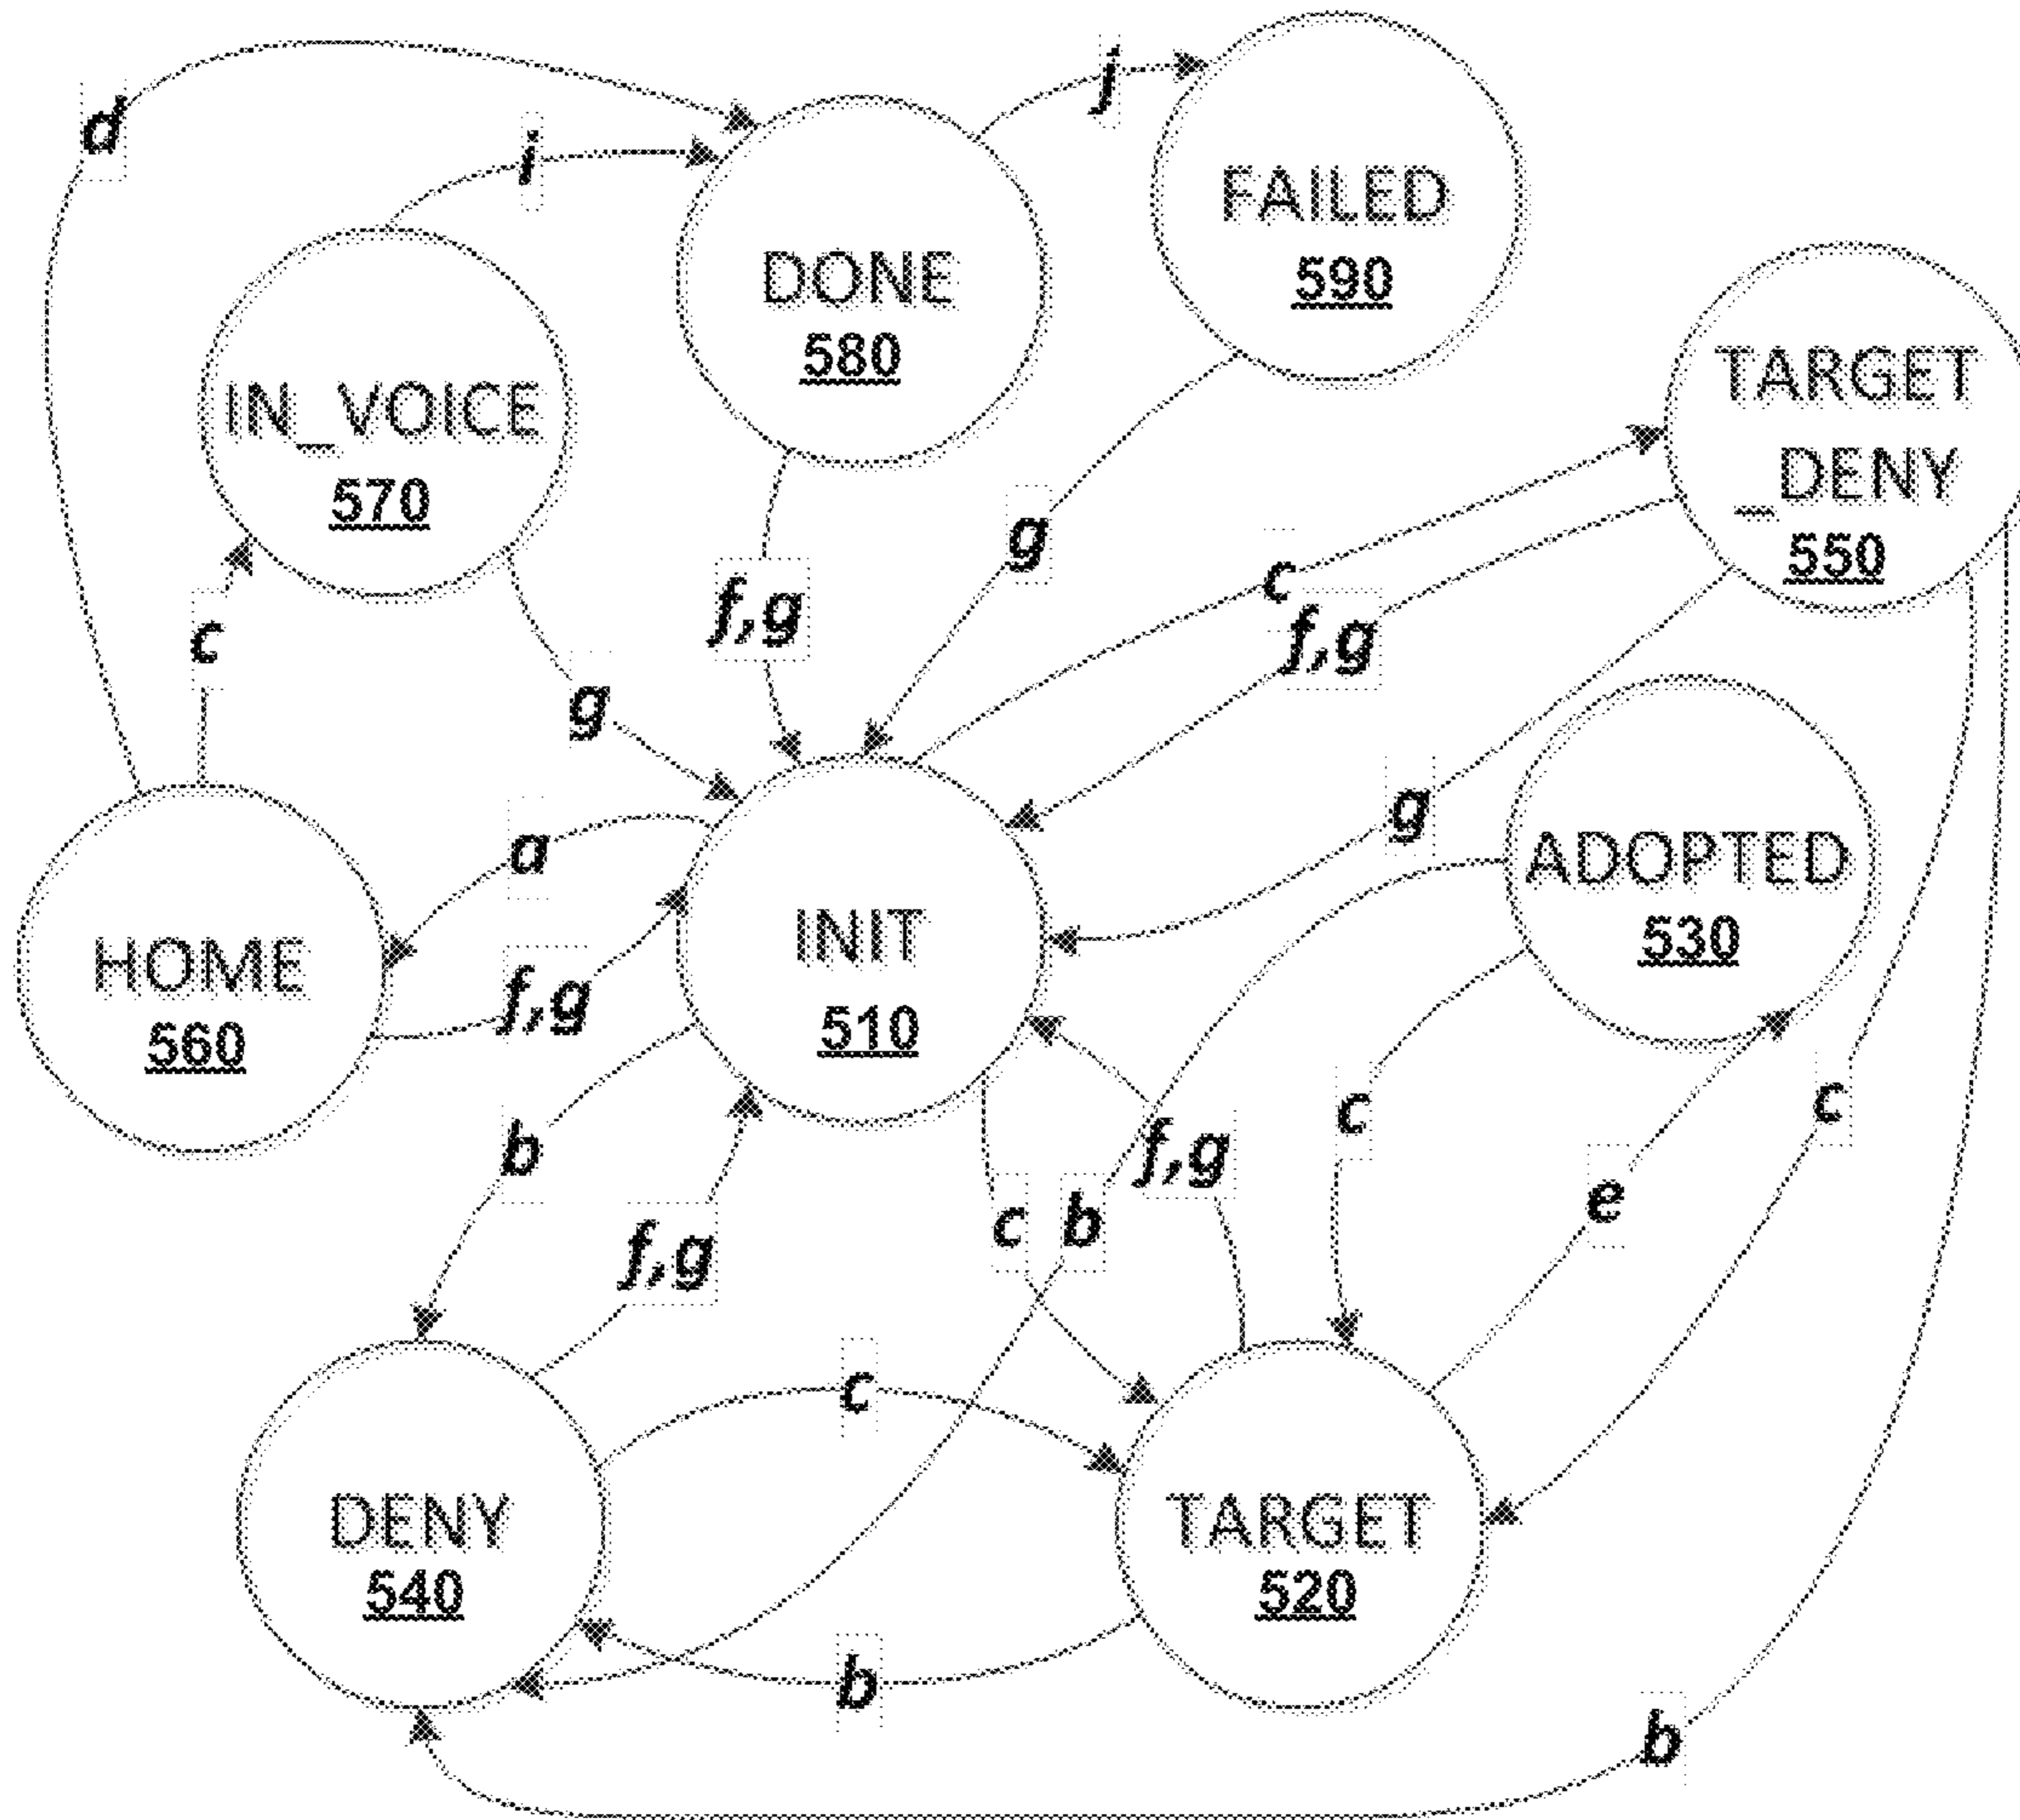 d
j
i
FAILED
590
DONE
580
TARGET
_DENY
550
IN_VOICE
570
g
c
f,g
f,g
c
g
g
a
ADOPTED
530
INIT
510
HOME
560
f,g
b
f,g
c
c
e
c
b
f,g
c
DENY
540
TARGET
520
b
b